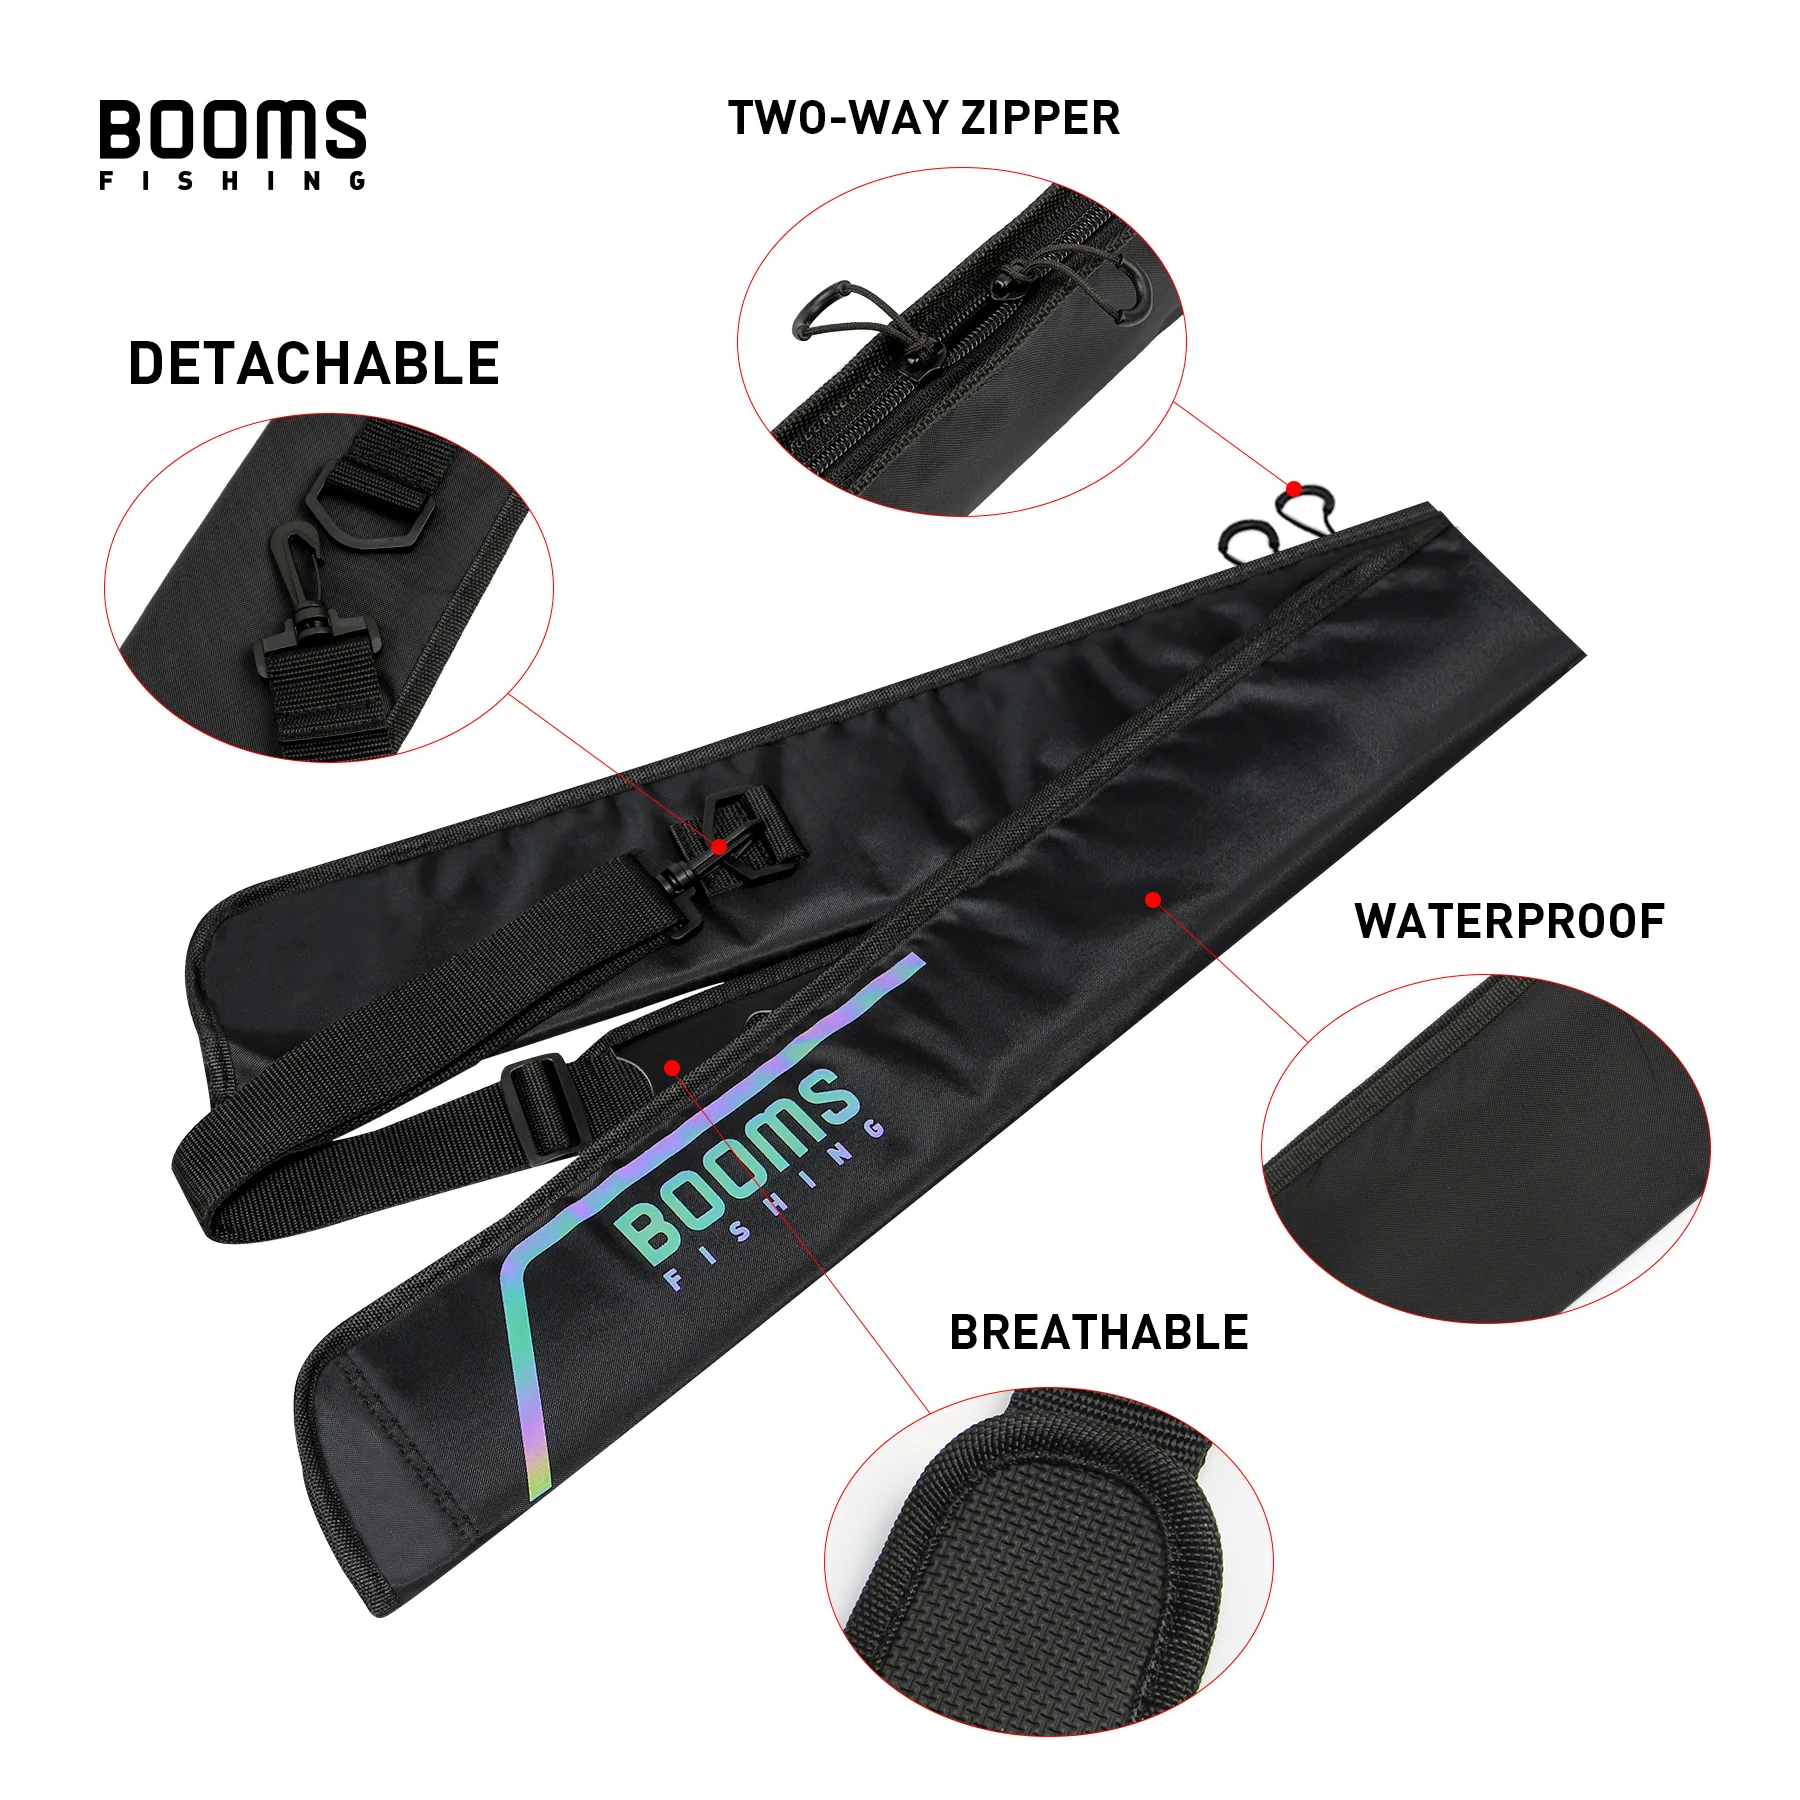 BOOMS
FISHING
TWO-WAY ZIPPER
DETACHABLE
WATERPROOF
BOOMS
FISHING
BREATHABLE